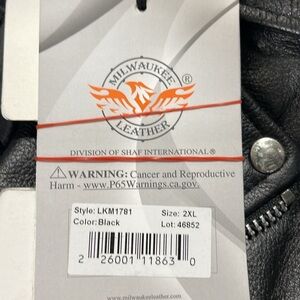 MILWAUKEE
LEATHER
DIVISION OF SHAF INTERNATIONAL®
⚠WARNING: Cancer and Reproductive
Harm - www.P65Warnings.ca.gov.
Style: LKM1781 Size: 2XL
Color: Black Lot: 46852
2 26001 11863 0
www.milwaukeeleather.com